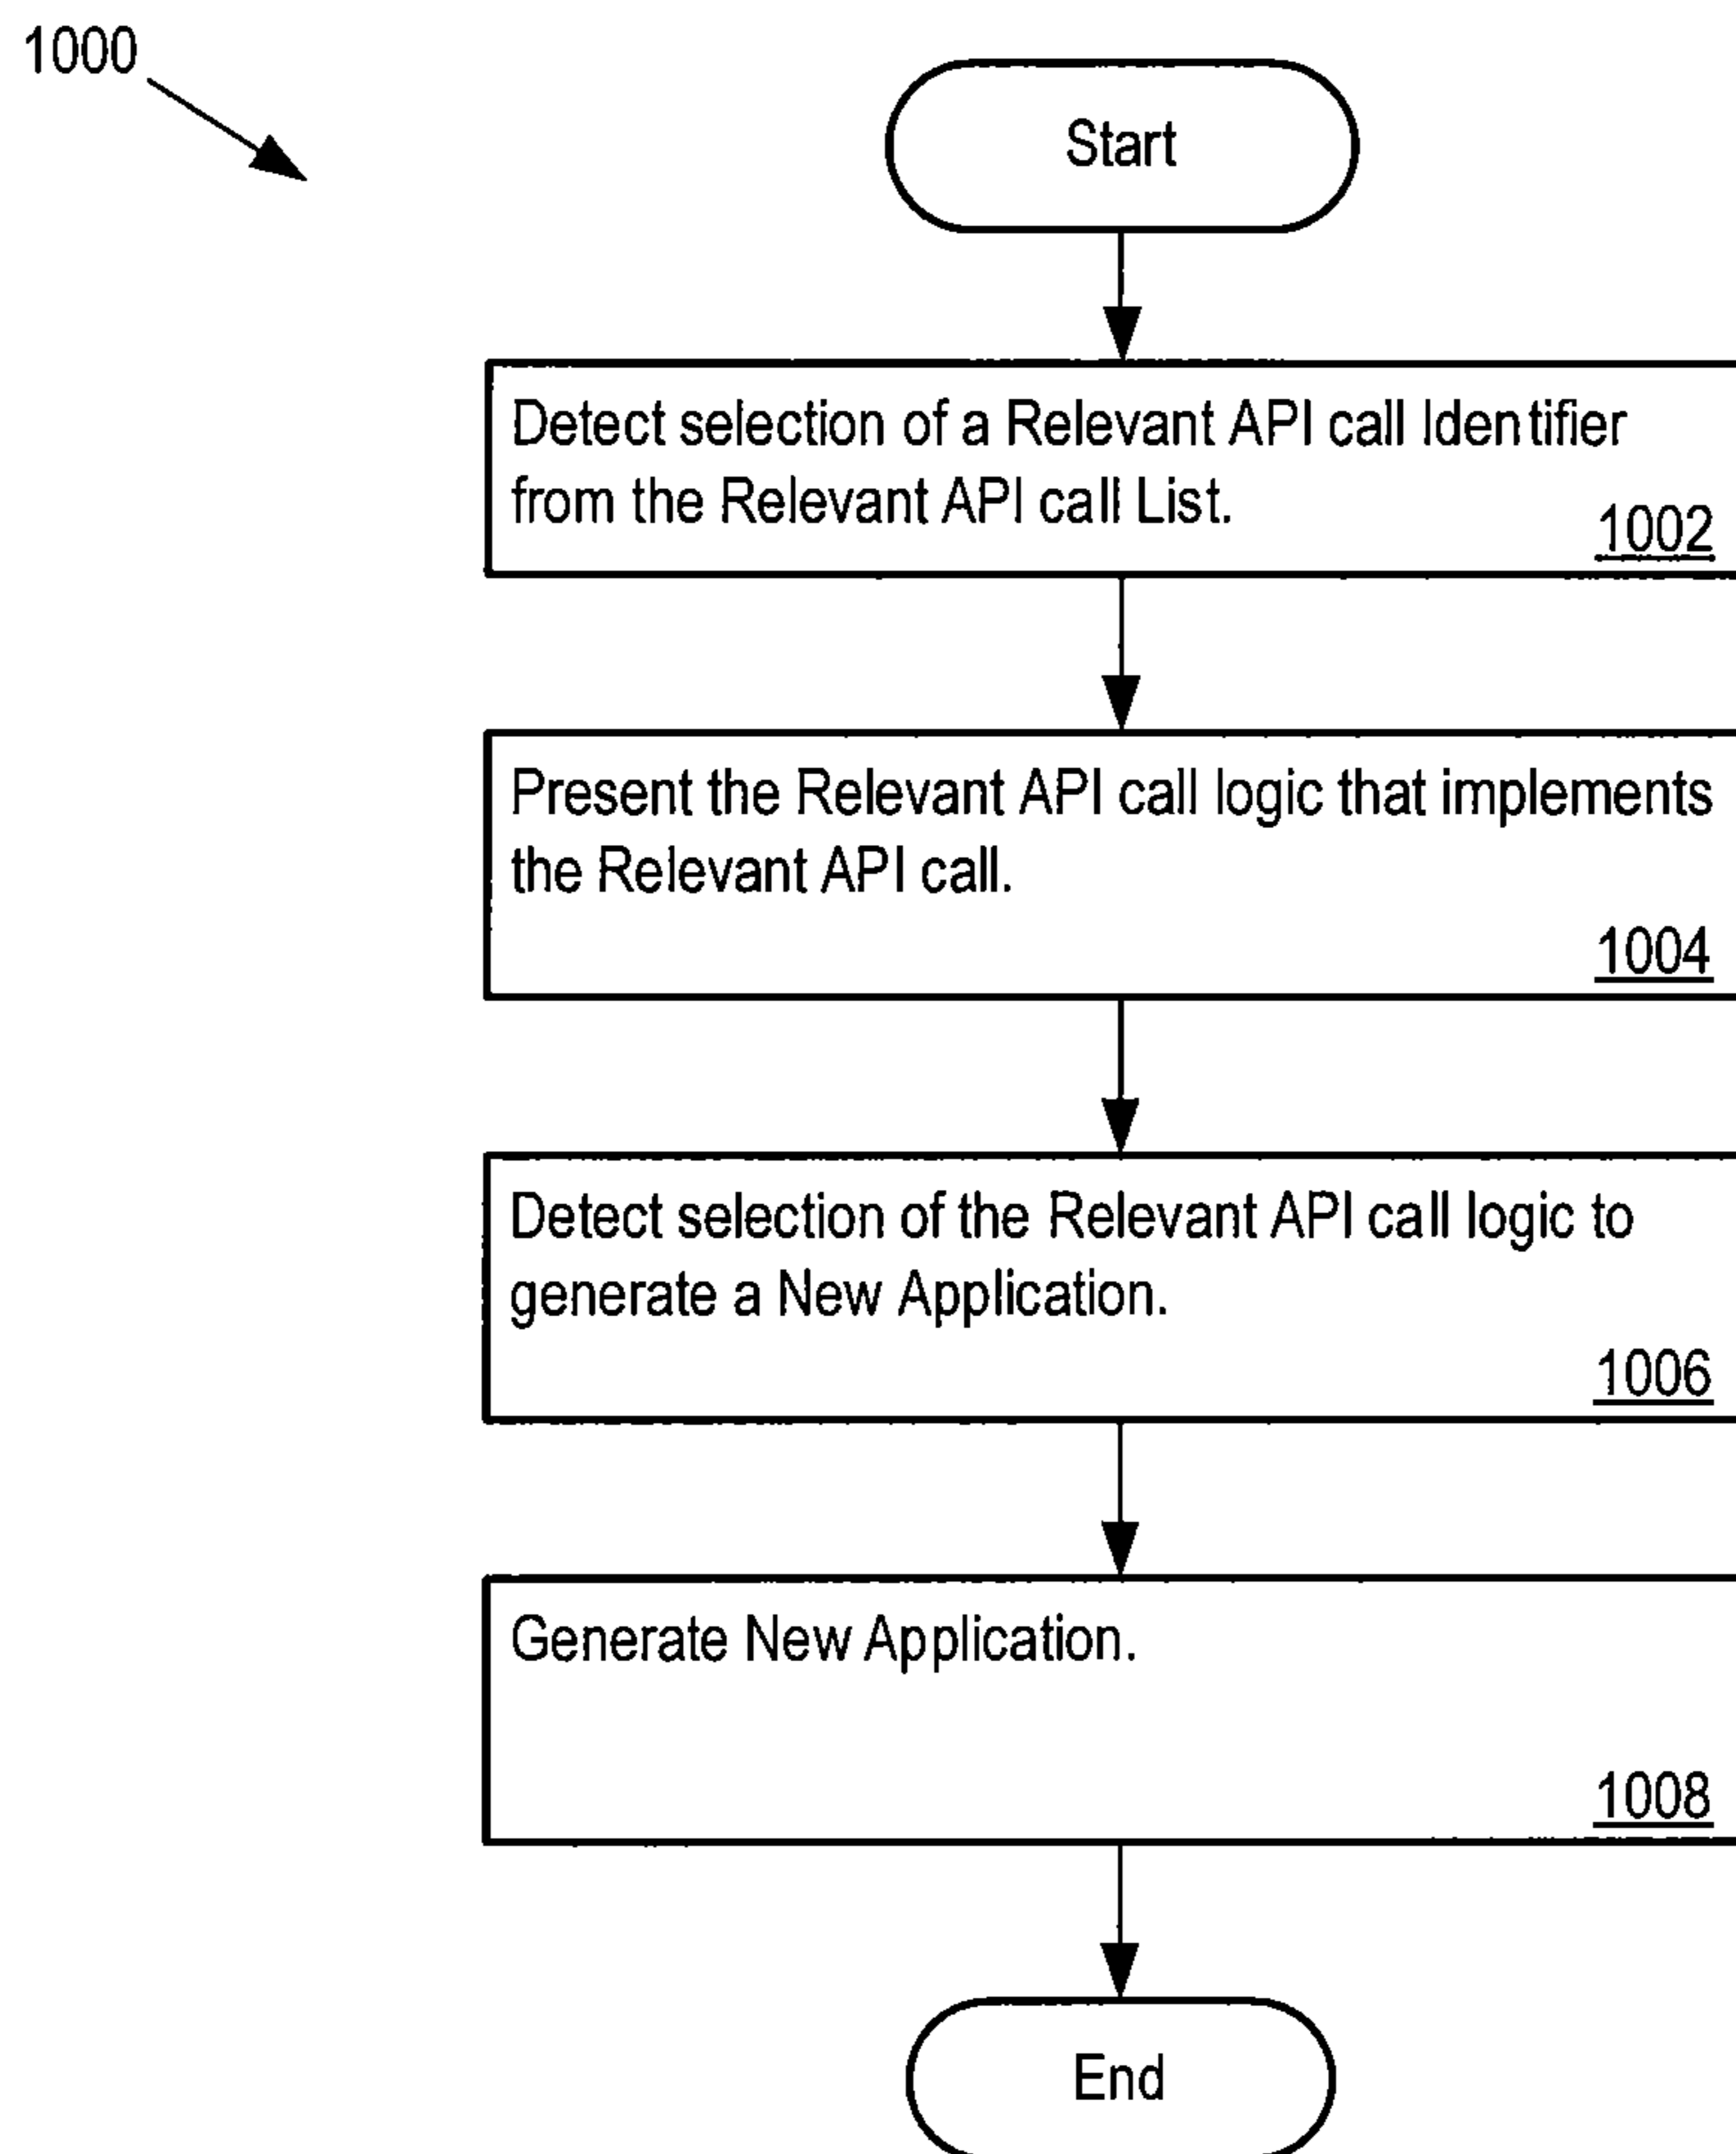 1000
Start
Detect selection of a Relevant API call Identifier
from the Relevant API call List.
1002
Present the Relevant API call logic that implements
the Relevant API call.
1004
Detect selection of the Relevant API call logic to
generate a New Application.
1006
Generate New Application.
1008
End